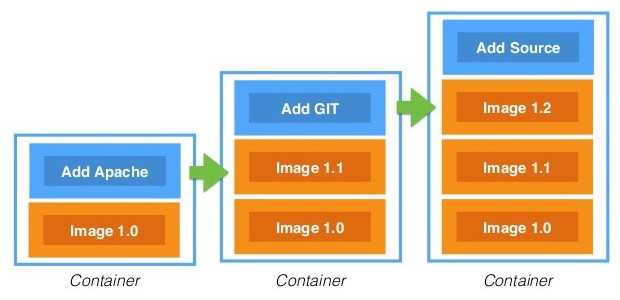 Add Apache
Image 1.0
Container
Add GIT
Image 1.1
Image 1.0
Container
Add Source
Image 1.2
Image 1.1
Image 1.0
Container